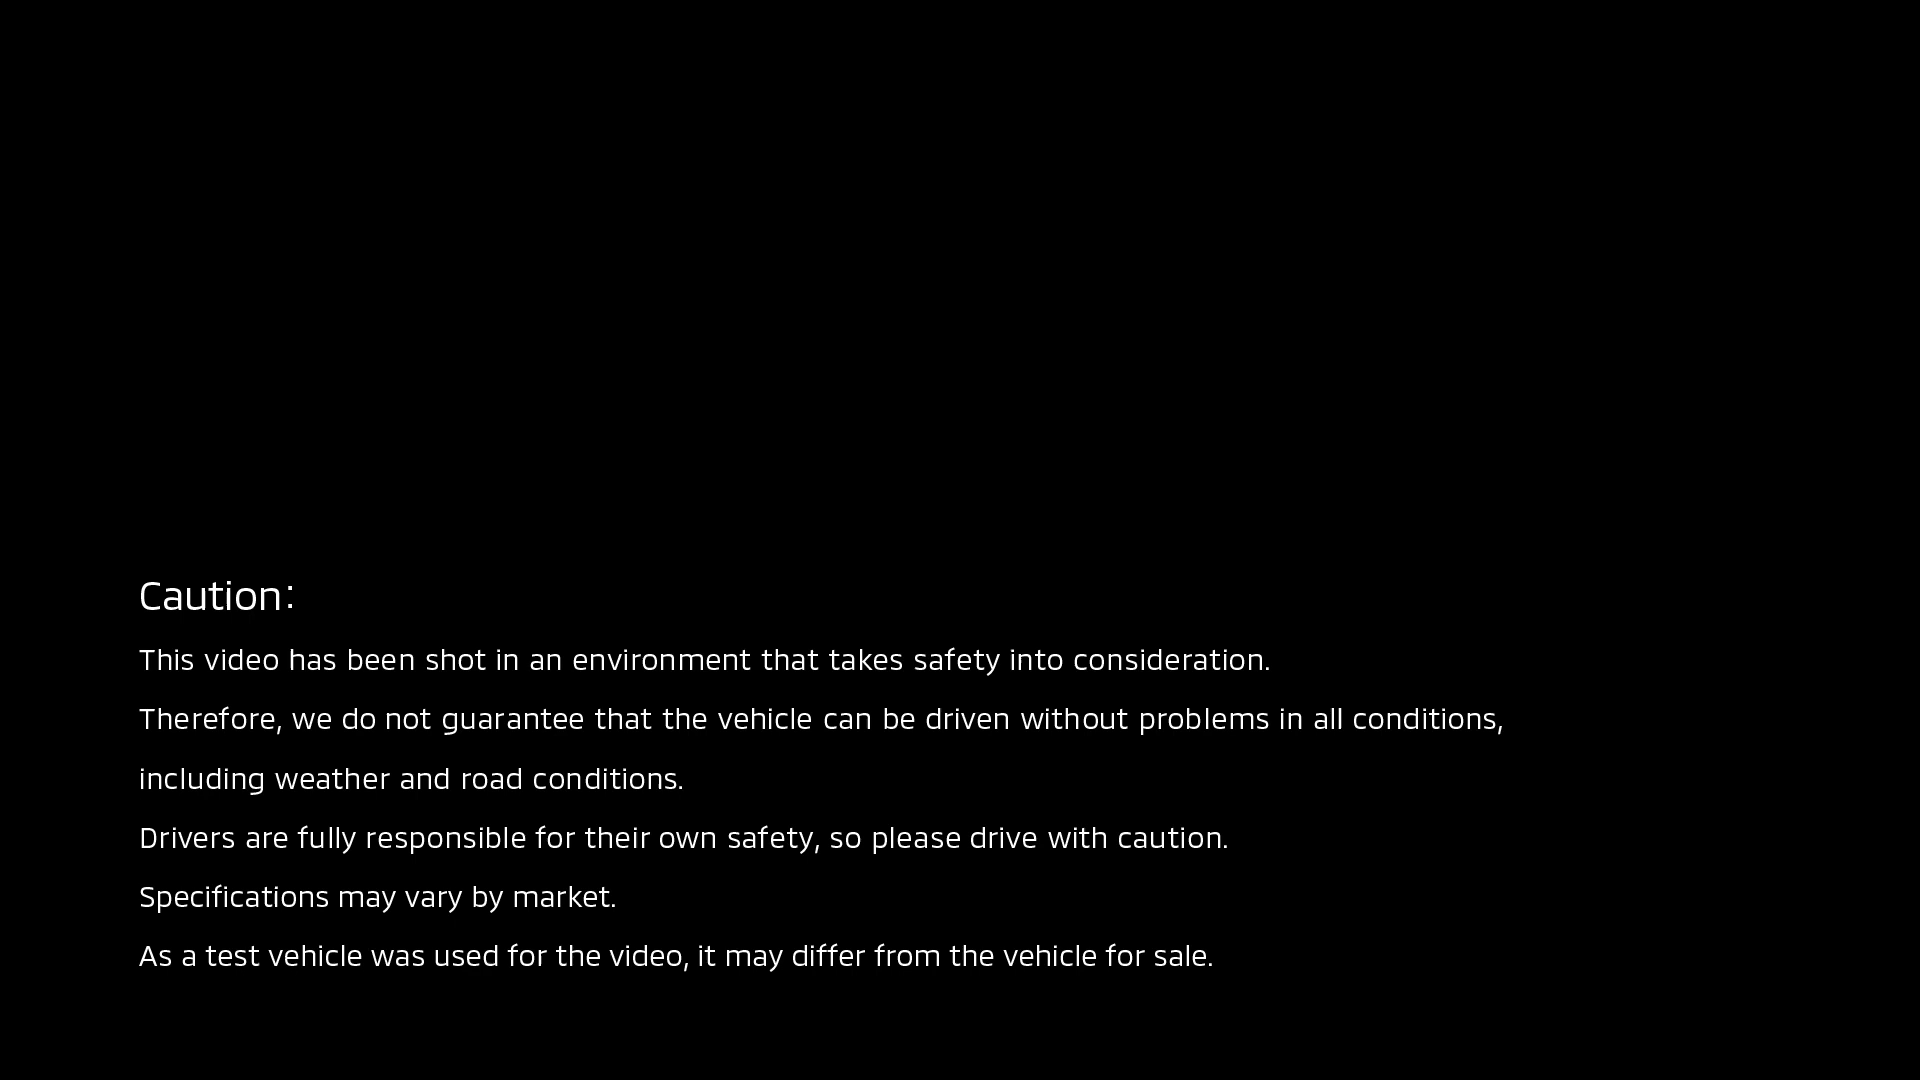 Caution:
This video has been shot in an environment that takes safety into consideration.
Therefore, we do not guarantee that the vehicle can be driven without problems in all conditions,
including weather and road conditions.
Drivers are fully responsible for their own safety, so please drive with caution.
Specifications may vary by market.
As a test vehicle was used for the video, it may differ from the vehicle for sale.